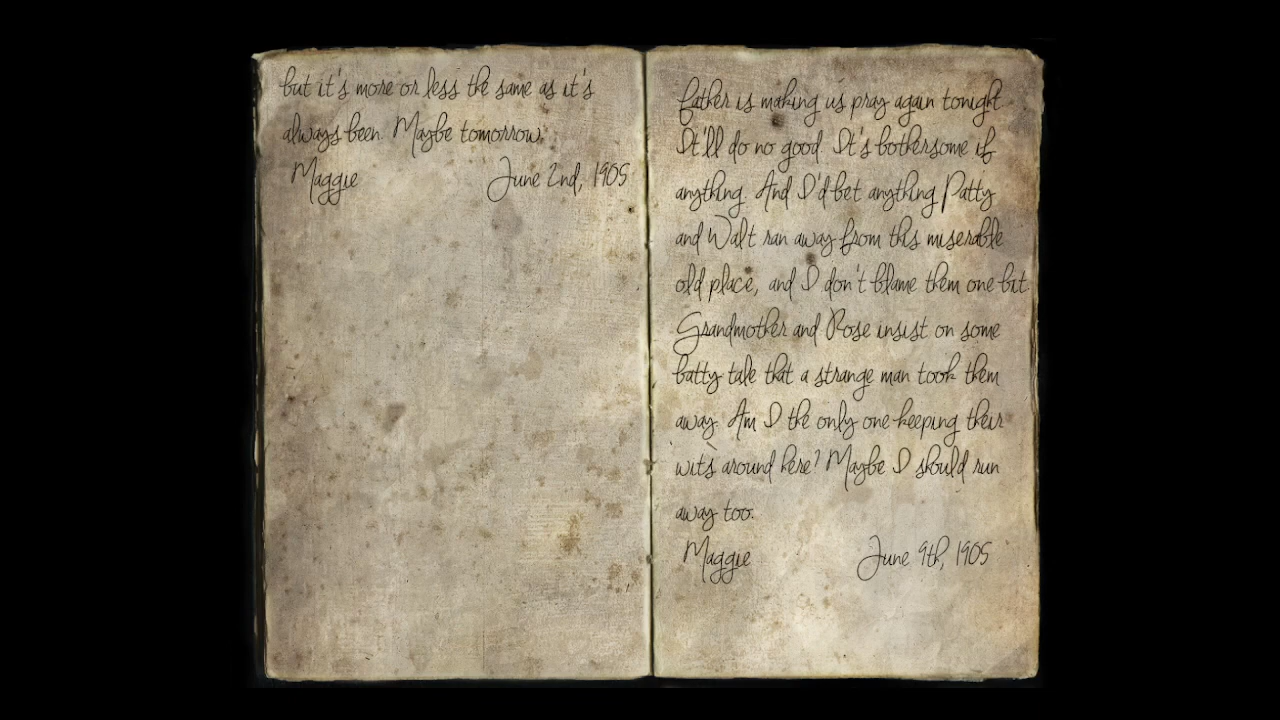 but it's more or less the same as it's
always been. Maybe tomorrow.
Maggie June 2nd, 1905
Father is making us pray again tonight.
It'll do no good. It's bothersome if
anything. And I'd bet anything Patty
and Walt ran away from this miserable
old place, and I don't blame them one bit.
Grandmother and Rose insist on some
batty tale that a strange man took them
away. Am I the only one keeping their
wits around here? Maybe I should run
away too.
Maggie June 9th, 1905